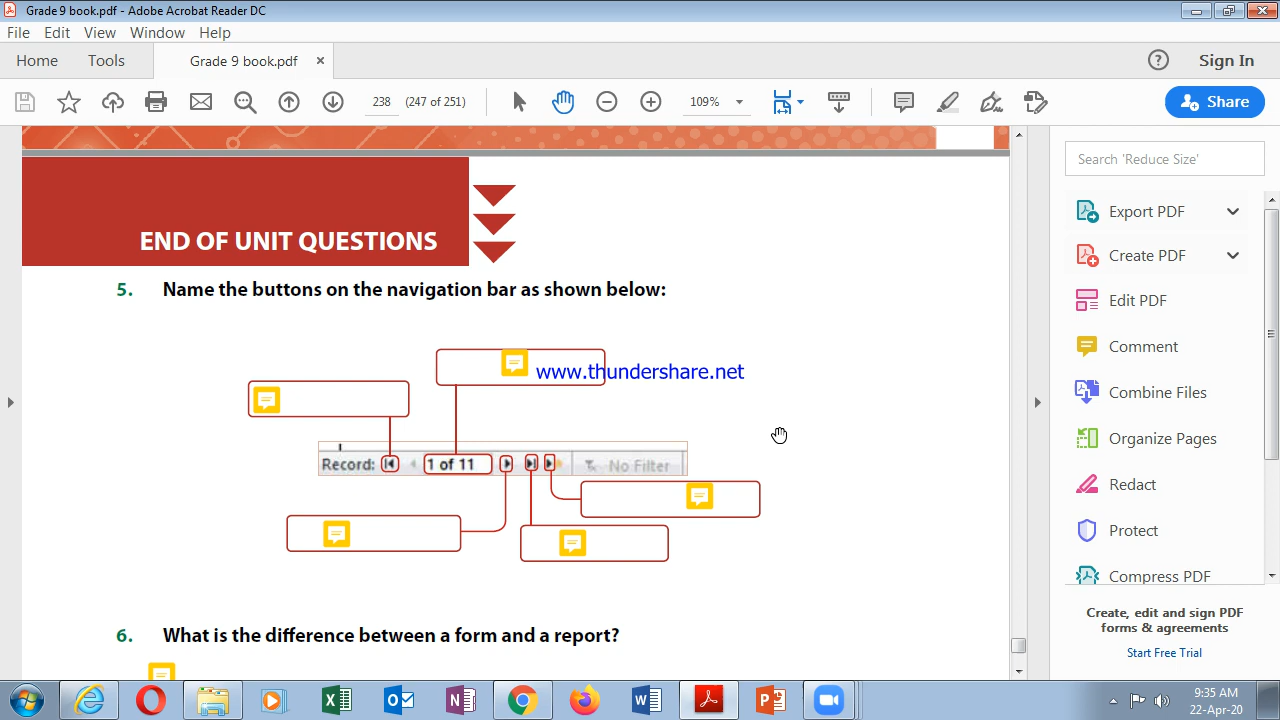 Grade 9 book.pdf - Adobe Acrobat Reader DC
File Edit View Window Help
Home Tools Grade 9 book.pdf × ? Sign In
238 (247 of 251) 109% Share
END OF UNIT QUESTIONS
5. Name the buttons on the navigation bar as shown below:
www.thundershare.net
Record: 1 of 11 No Filter
6. What is the difference between a form and a report?
Search 'Reduce Size'
Export PDF
Create PDF
Edit PDF
Comment
Combine Files
Organize Pages
Redact
Protect
Compress PDF
Create, edit and sign PDF
forms & agreements
Start Free Trial
9:35 AM
22-Apr-20